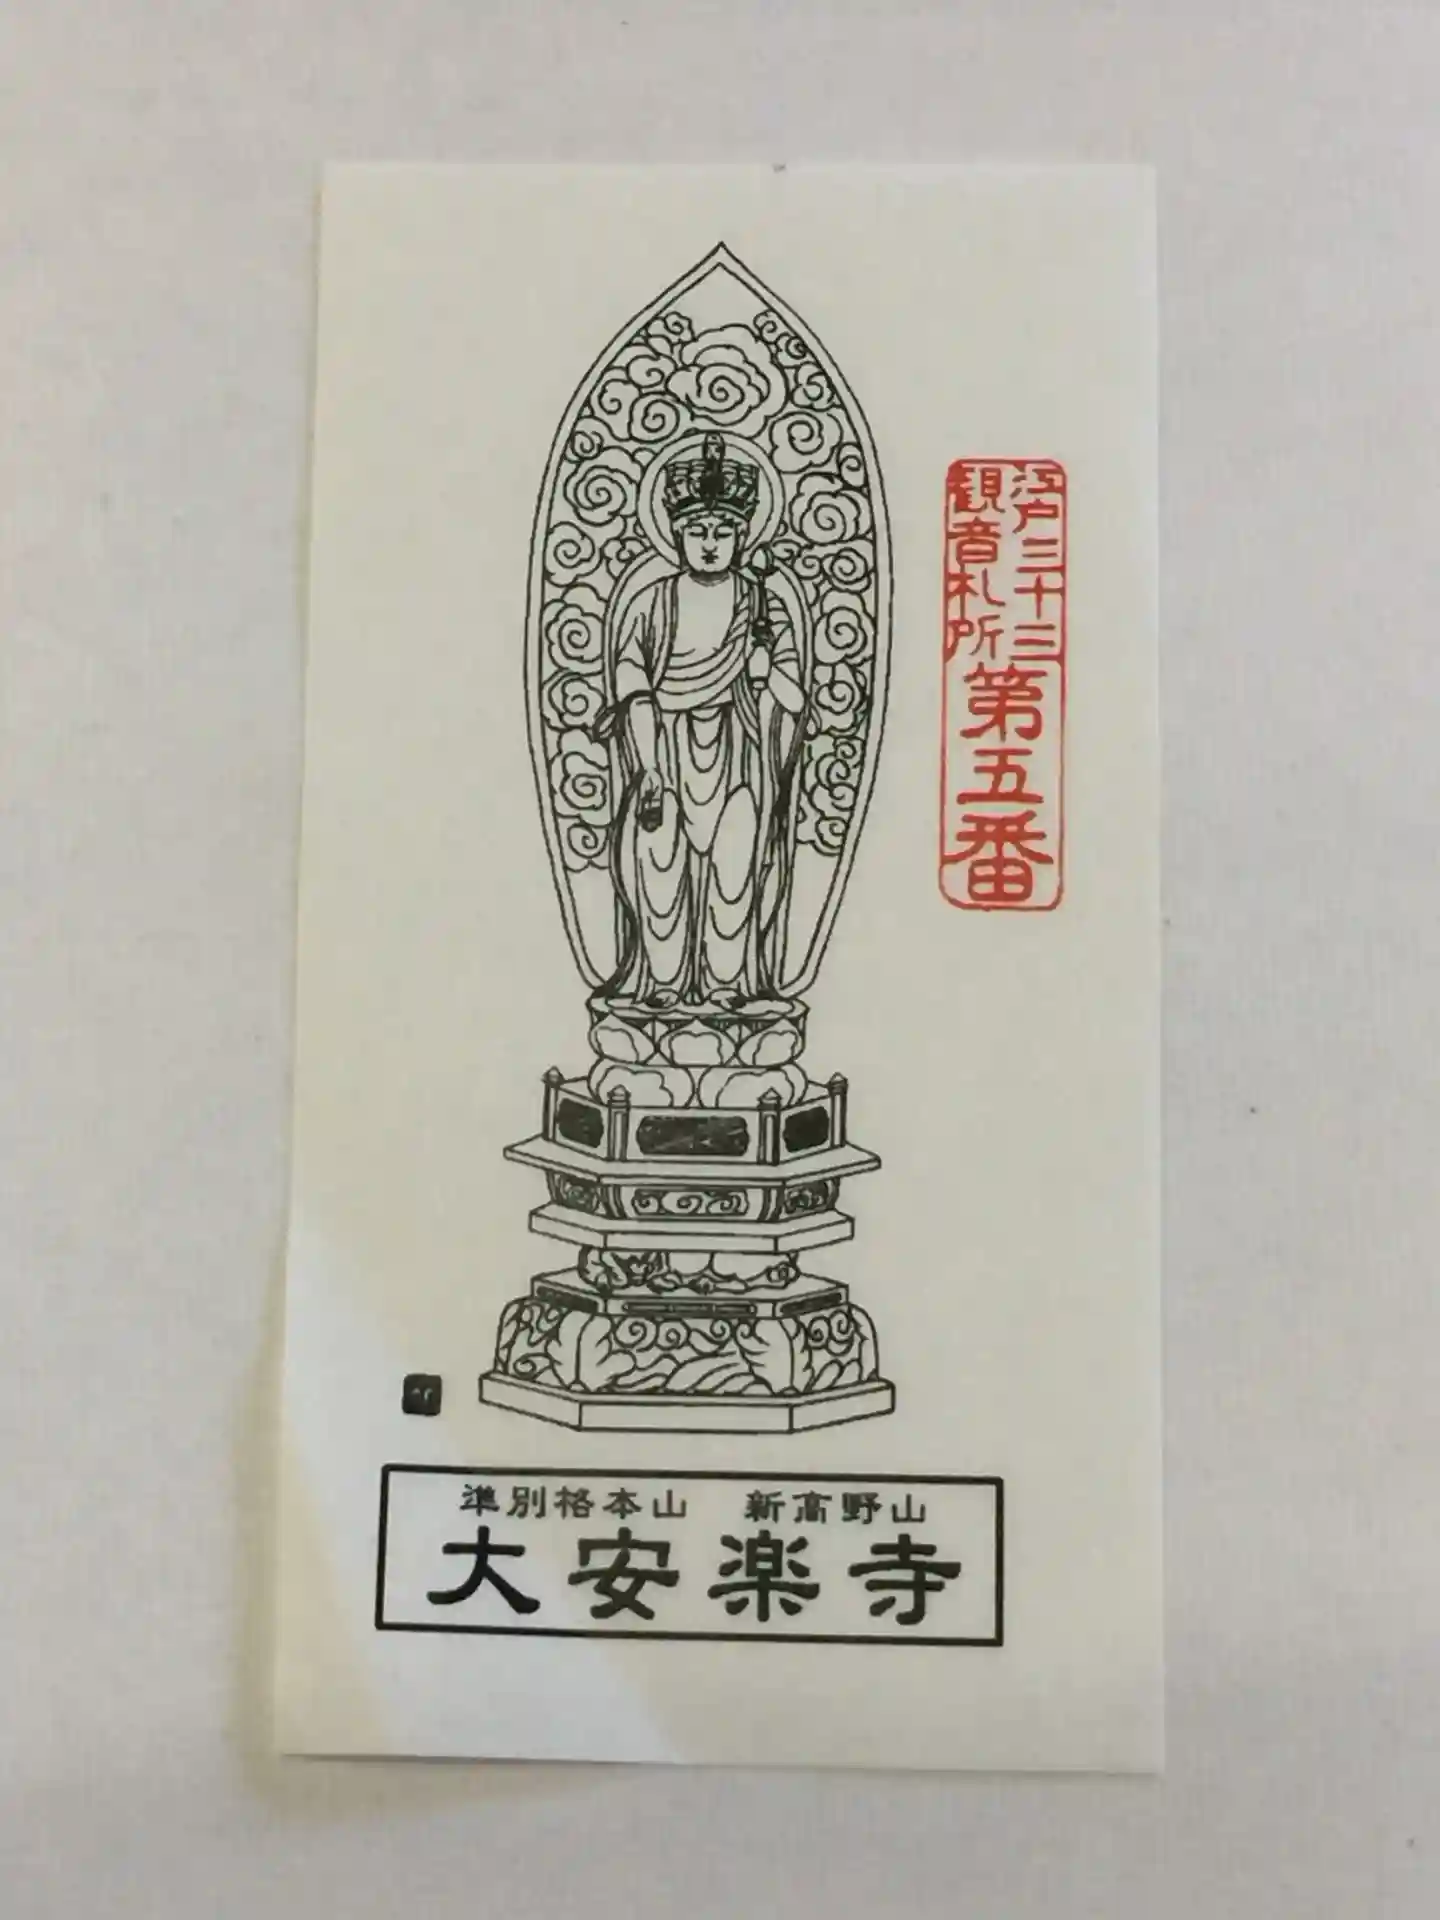 江戸三十三
観音札所
第五番
準別格本山 新高野山
大安楽寺